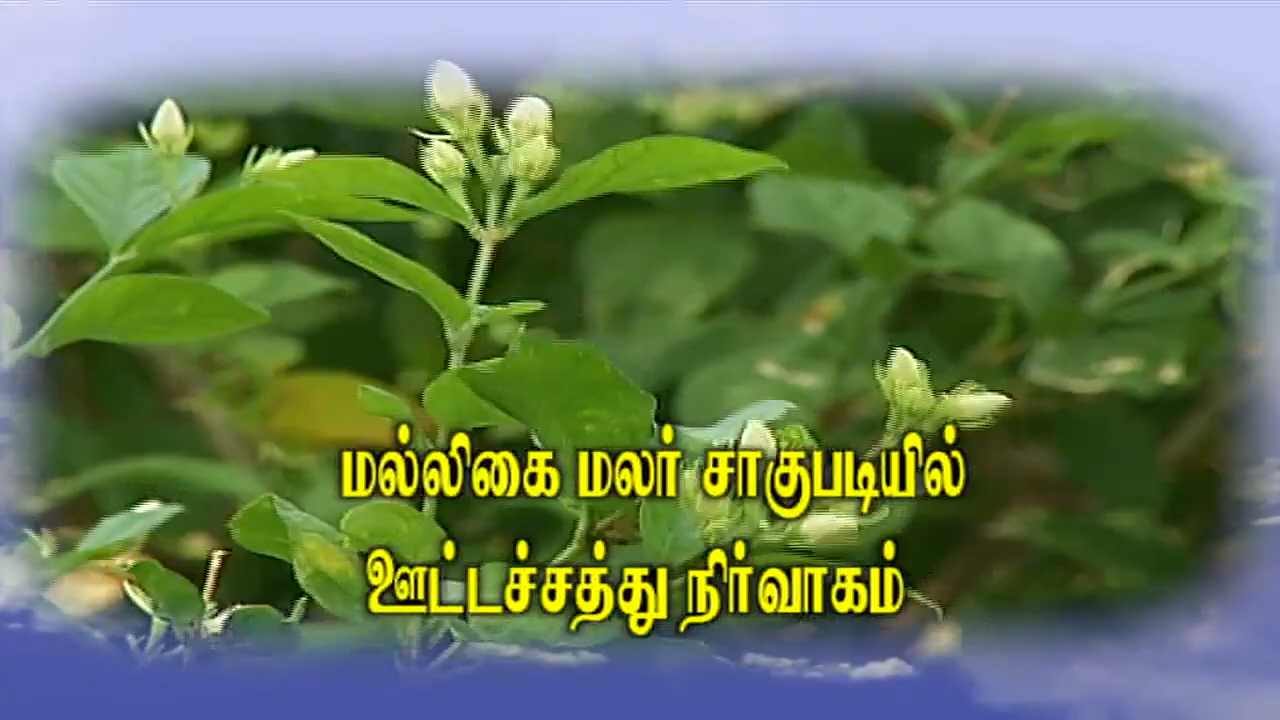 மல்லிகை மலர் சாகுபடியில்
ஊட்டச்சத்து நிர்வாகம்